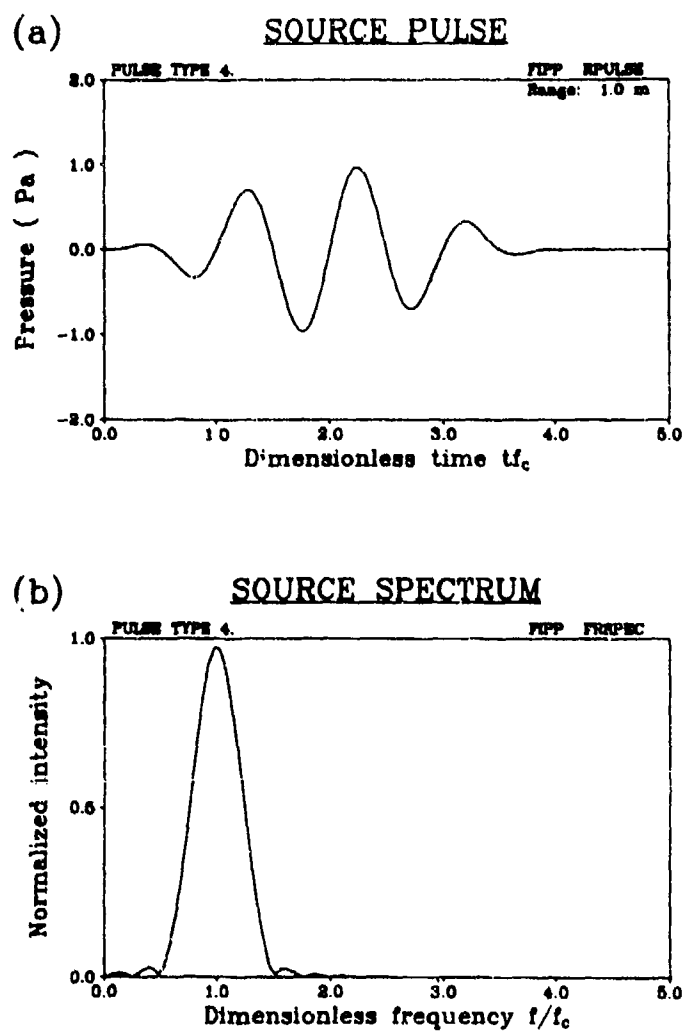 (a) SOURCE PULSE
PULSE TYPE 4. FIPP RPULSE
Range: 1.0 m
2.0
1.0
0.0
-1.0
-2.0
Pressure ( Pa )
0.0 1.0 2.0 3.0 4.0 5.0
Dimensionless time tf_c
(b) SOURCE SPECTRUM
PULSE TYPE 4. FIPP FRSPEC
1.0
0.5
0.0
Normalized intensity
0.0 1.0 2.0 3.0 4.0 5.0
Dimensionless frequency f/f_c